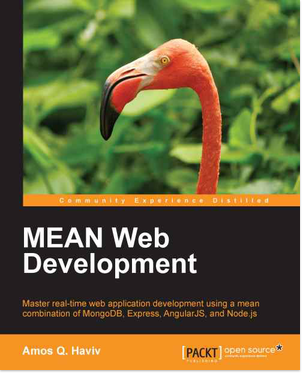 Community Experience Distilled
MEAN Web
Development
Master real-time web application development using a mean
combination of MongoDB, Express, AngularJS, and Node.js
Amos Q. Haviv
[PACKT] open source*
PUBLISHING